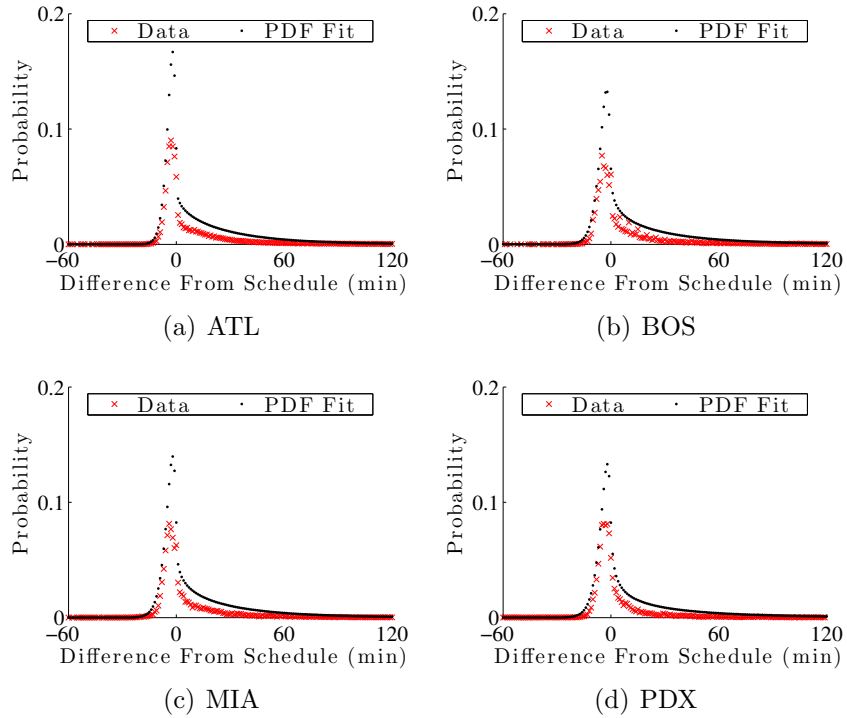 0.2
Data
PDF Fit
Probability
0.1
0
−60
0
60
120
Difference From Schedule (min)
(a) ATL
0.2
Data
PDF Fit
Probability
0.1
0
−60
0
60
120
Difference From Schedule (min)
(b) BOS
0.2
Data
PDF Fit
Probability
0.1
0
−60
0
60
120
Difference From Schedule (min)
(c) MIA
0.2
Data
PDF Fit
Probability
0.1
0
−60
0
60
120
Difference From Schedule (min)
(d) PDX